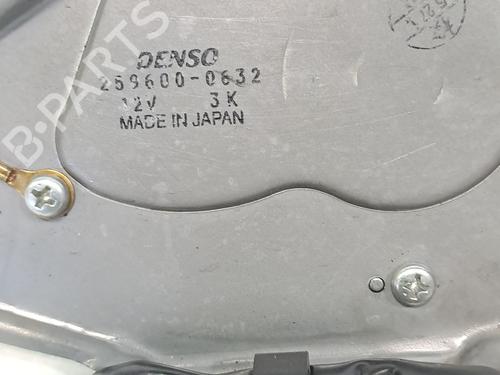 DENSO
259600-0632
12V 3K
MADE IN JAPAN
B-PARTS